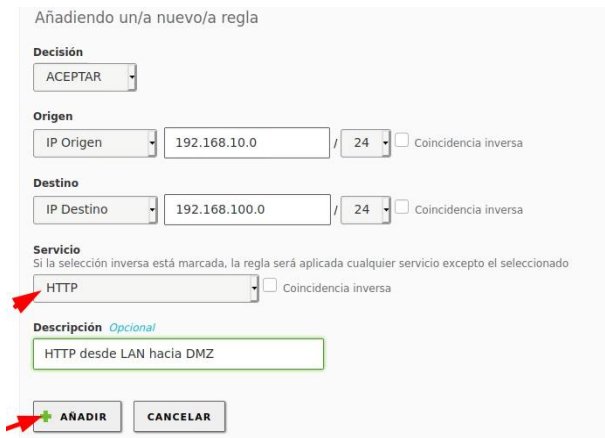 Añadiendo un/a nuevo/a regla
Decisión
ACEPTAR
Origen
IP Origen 192.168.10.0 / 24 Coincidencia inversa
Destino
IP Destino 192.168.100.0 / 24 Coincidencia inversa
Servicio
Si la selección inversa está marcada, la regla será aplicada cualquier servicio excepto el seleccionado
HTTP Coincidencia inversa
Descripción Opcional
HTTP desde LAN hacia DMZ
AÑADIR CANCELAR